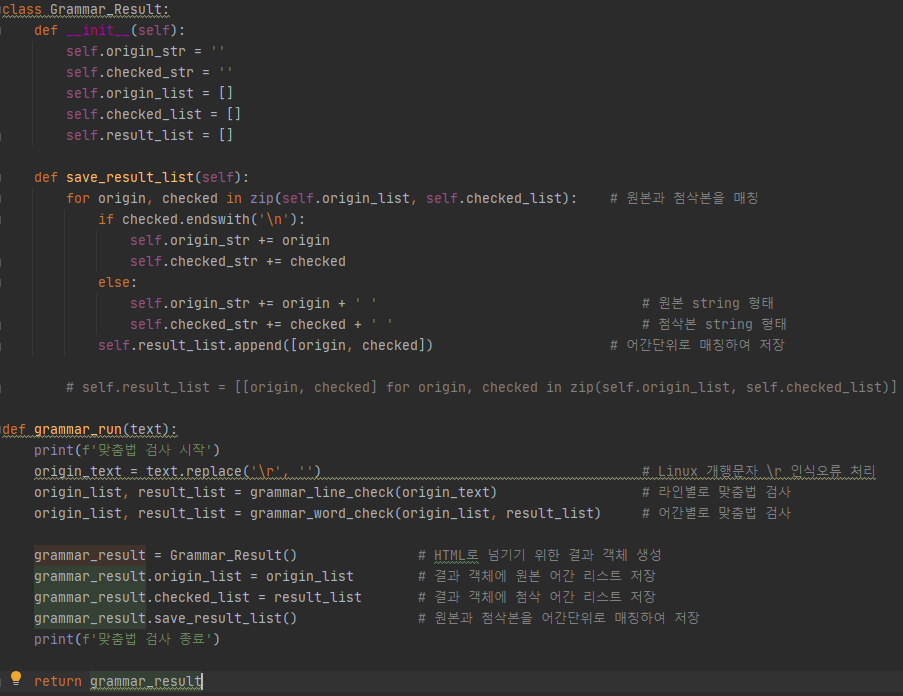 class Grammar_Result:
    def __init__(self):
        self.origin_str = ''
        self.checked_str = ''
        self.origin_list = []
        self.checked_list = []
        self.result_list = []

    def save_result_list(self):
        for origin, checked in zip(self.origin_list, self.checked_list):    # 원본과 첨삭본을 매칭
            if checked.endswith('\n'):
                self.origin_str += origin
                self.checked_str += checked
            else:
                self.origin_str += origin + ' '                                 # 원본 string 형태
                self.checked_str += checked + ' '                               # 첨삭본 string 형태
            self.result_list.append([origin, checked])                      # 어간단위로 매칭하여 저장

        # self.result_list = [[origin, checked] for origin, checked in zip(self.origin_list, self.checked_list)]

def grammar_run(text):
    print(f'맞춤법 검사 시작')
    origin_text = text.replace('\r', '')                                        # Linux 개행문자 \r 인식오류 처리
    origin_list, result_list = grammar_line_check(origin_text)                  # 라인별로 맞춤법 검사
    origin_list, result_list = grammar_word_check(origin_list, result_list)     # 어간별로 맞춤법 검사

    grammar_result = Grammar_Result()               # HTML로 넘기기 위한 결과 객체 생성
    grammar_result.origin_list = origin_list        # 결과 객체에 원본 어간 리스트 저장
    grammar_result.checked_list = result_list       # 결과 객체에 첨삭 어간 리스트 저장
    grammar_result.save_result_list()               # 원본과 첨삭본을 어간단위로 매칭하여 저장
    print(f'맞춤법 검사 종료')

    return grammar_result